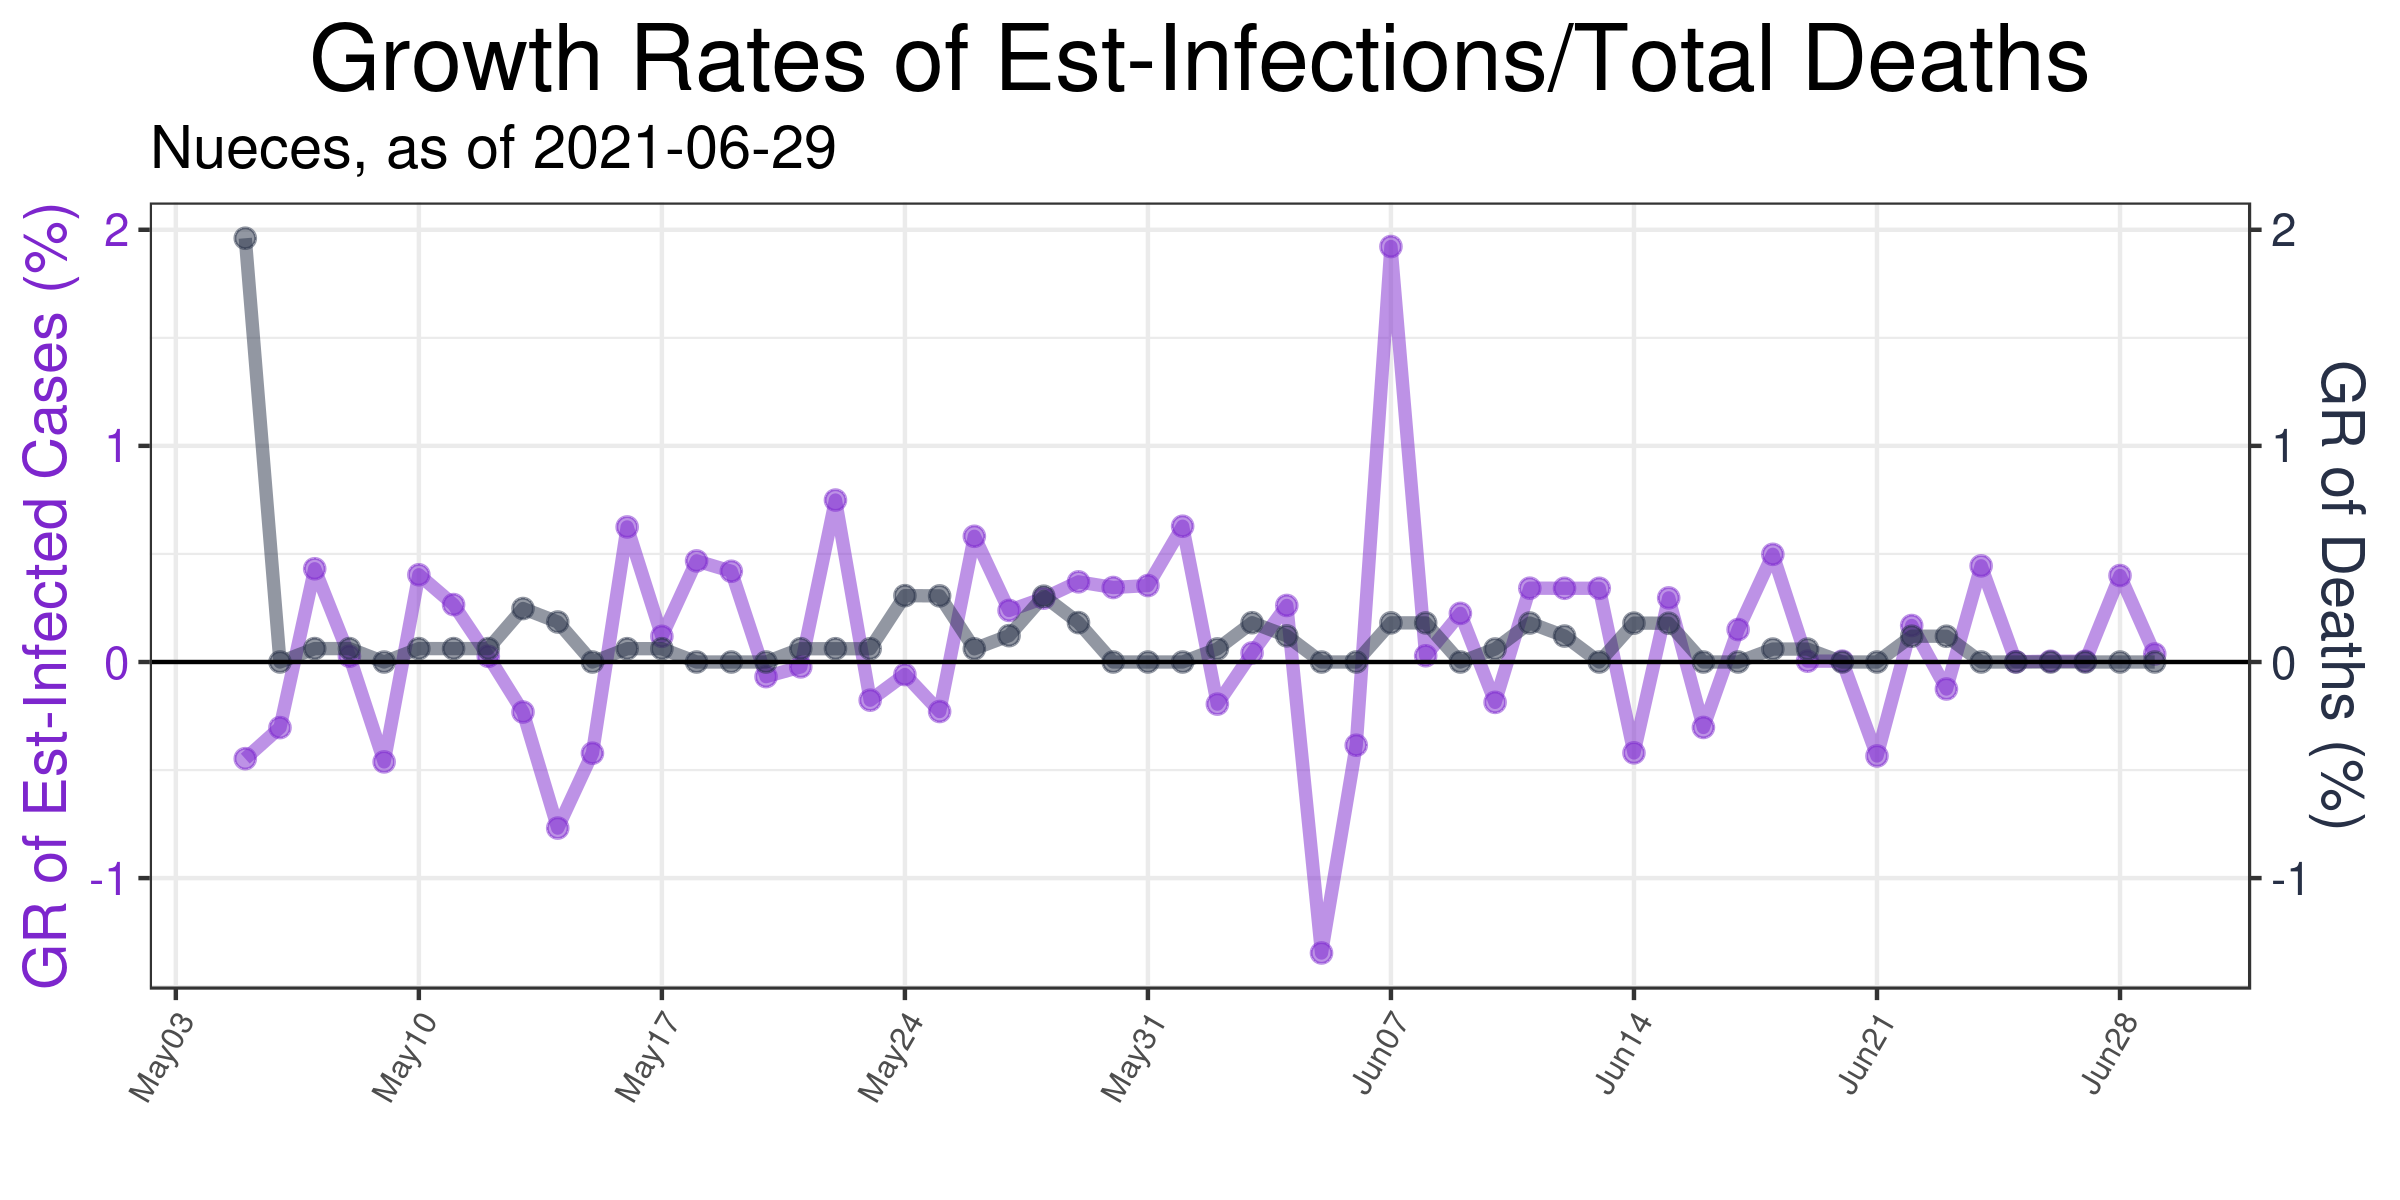 Growth Rates of Est-Infections/Total Deaths
Nueces, as of 2021-06-29
GR of Est-Infected Cases (%)
2
1
0
-1
2
1
0
-1
GR of Deaths (%)
May03
May10
May17
May24
May31
Jun07
Jun14
Jun21
Jun28